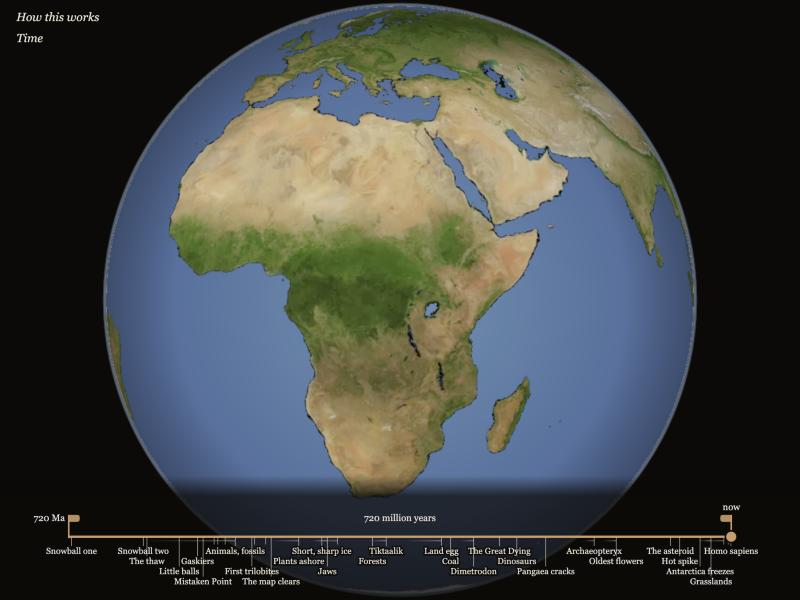 How this works
Time
now
720 Ma
720 million years
Snowball one
Snowball two
Animals, fossils
Short, sharp ice
Tiktaalik
Land egg
The Great Dying
Archaeopteryx
The asteroid
Homo sapiens
The thaw
Gaskiers
Plants ashore
Forests
Coal
Dinosaurs
Oldest flowers
Hot spike
Little balls
First trilobites
Jaws
Dimetrodon
Pangaea cracks
Antarctica freezes
Mistaken Point
The map clears
Grasslands